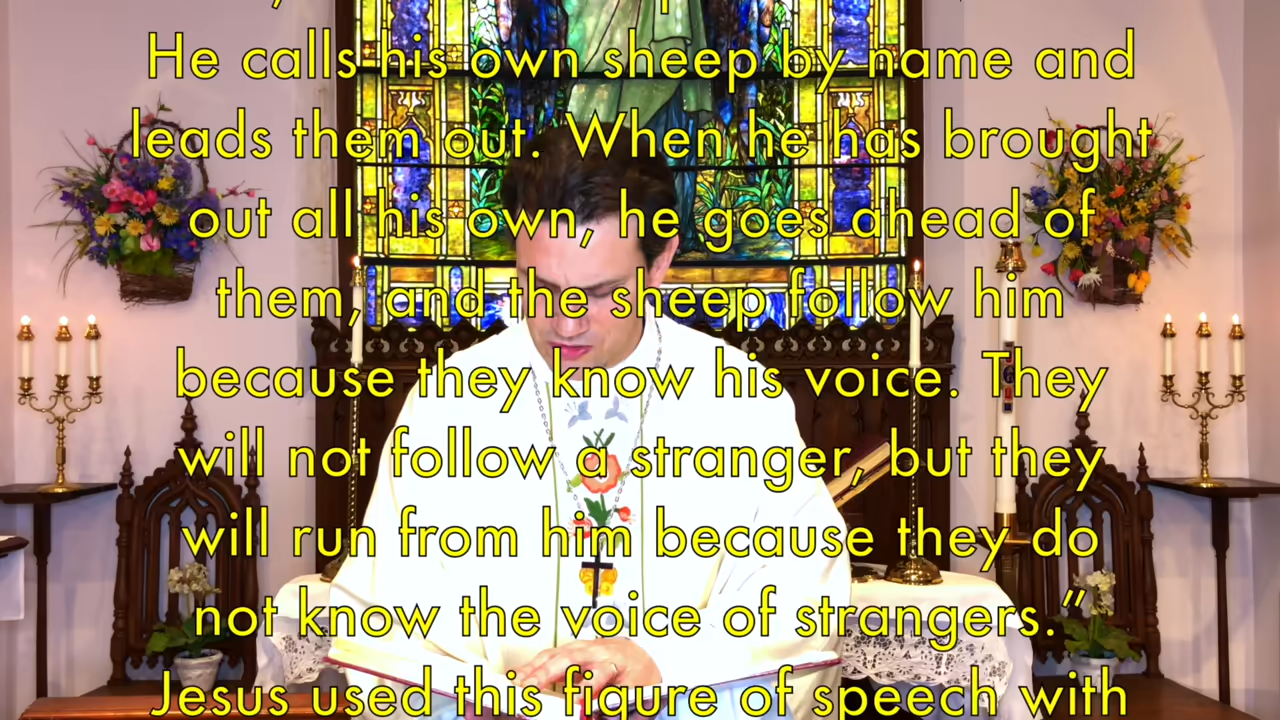 He calls his own sheep by name and
leads them out. When he has brought
out all his own, he goes ahead of
them, and the sheep follow him
because they know his voice. They
will not follow a stranger, but they
will run from him because they do
not know the voice of strangers.”
Jesus used this figure of speech with